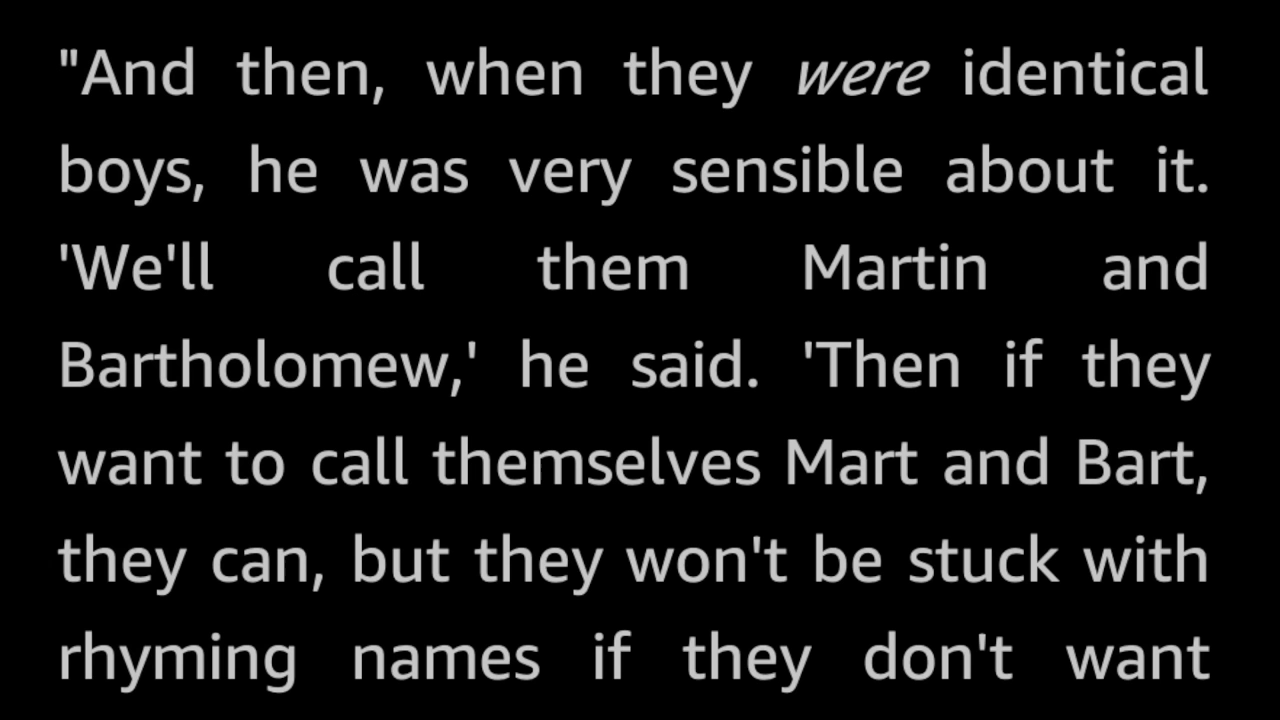 "And then, when they were identical
boys, he was very sensible about it.
'We'll call them Martin and
Bartholomew,' he said. 'Then if they
want to call themselves Mart and Bart,
they can, but they won't be stuck with
rhyming names if they don't want